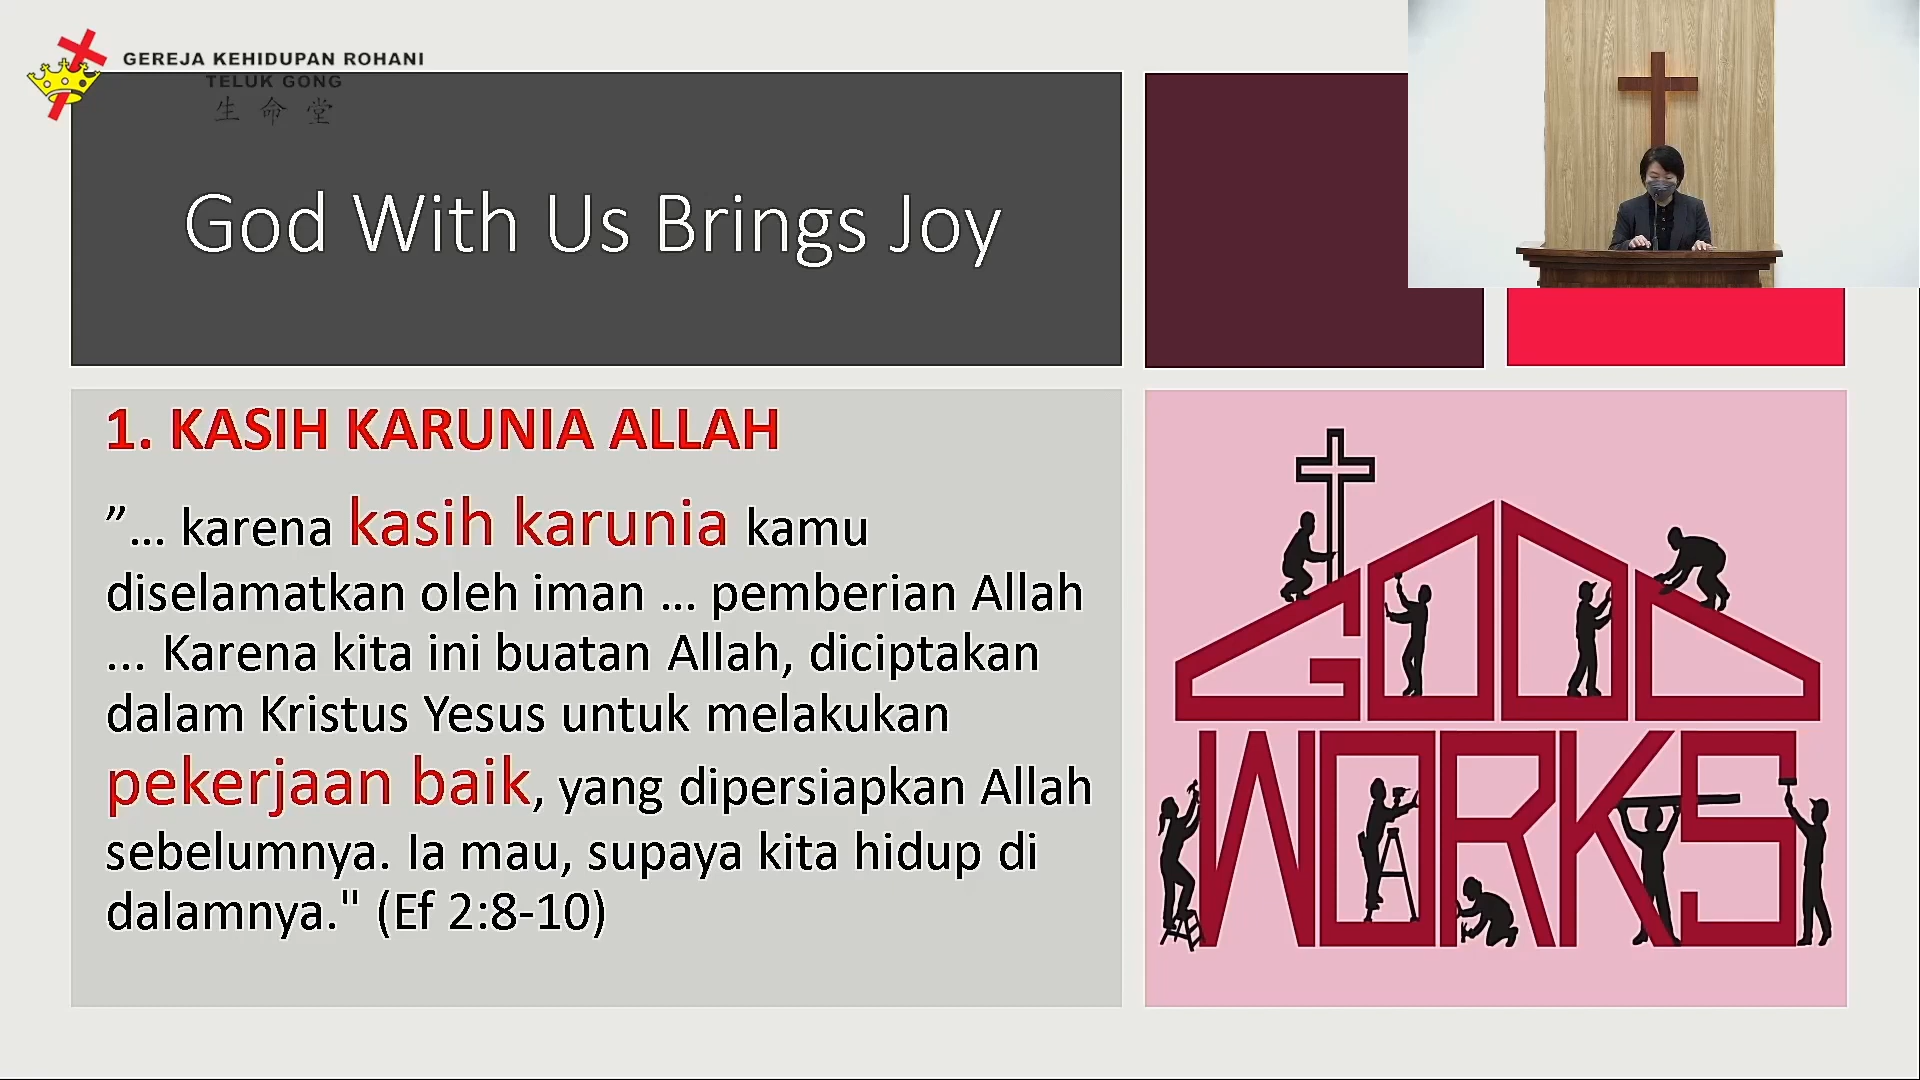 GEREJA KEHIDUPAN ROHANI
TELUK GONG
生命堂
God With Us Brings Joy
1. KASIH KARUNIA ALLAH
”... karena kasih karunia kamu
diselamatkan oleh iman ... pemberian Allah
... Karena kita ini buatan Allah, diciptakan
dalam Kristus Yesus untuk melakukan
pekerjaan baik, yang dipersiapkan Allah
sebelumnya. Ia mau, supaya kita hidup di
dalamnya." (Ef 2:8-10)
GOOD
WORKS